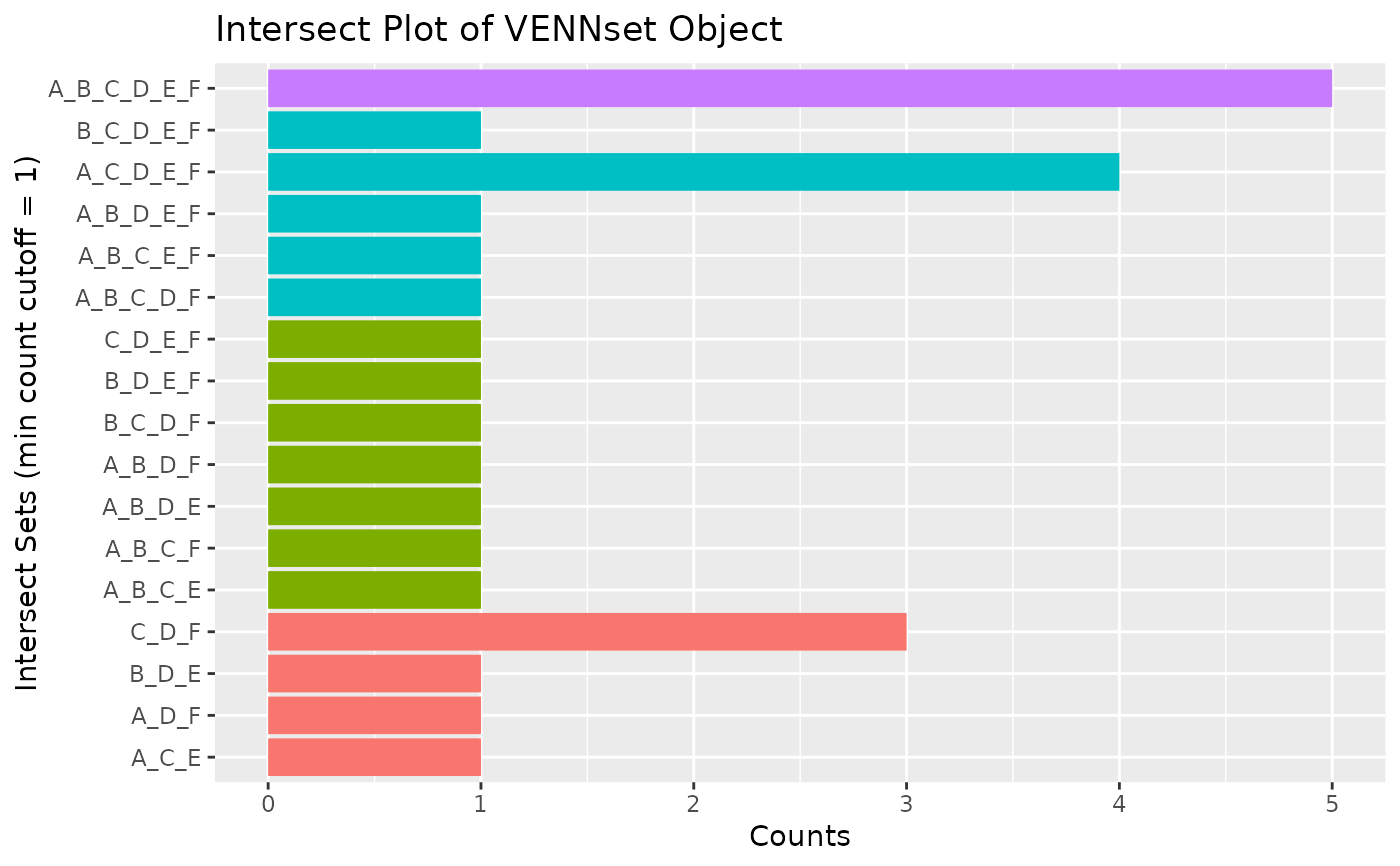 Intersect Plot of VENNset Object
Intersect Sets (min count cutoff = 1)
A_B_C_D_E_F
B_C_D_E_F
A_C_D_E_F
A_B_D_E_F
A_B_C_E_F
A_B_C_D_F
C_D_E_F
B_D_E_F
B_C_D_F
A_B_D_F
A_B_D_E
A_B_C_F
A_B_C_E
C_D_F
B_D_E
A_D_F
A_C_E
0 1 2 3 4 5
Counts